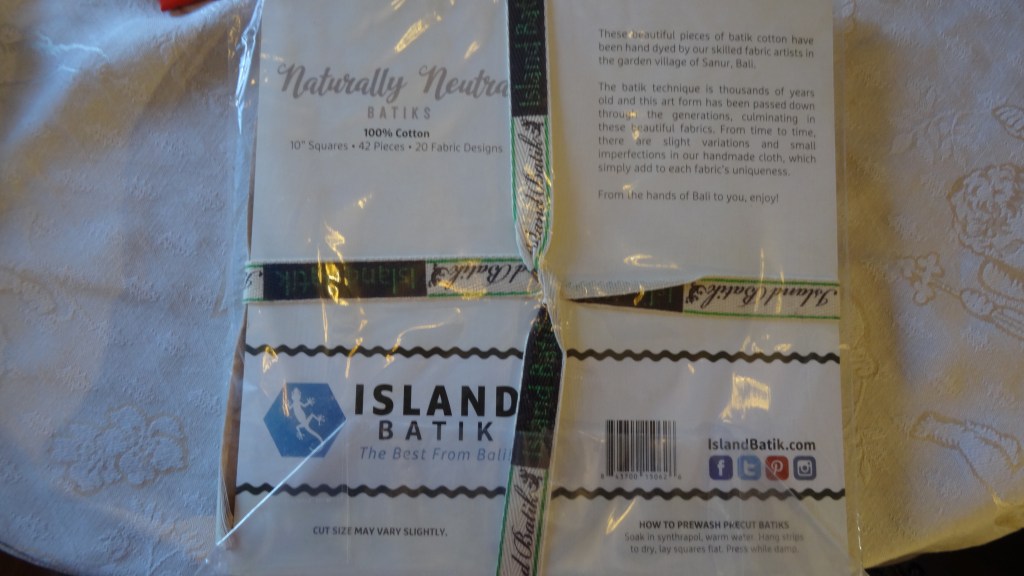 Naturally Neutra
BATIKS
100% Cotton
10" Squares • 42 Pieces • 20 Fabric Designs
These beautiful pieces of batik cotton have
been hand dyed by our skilled fabric artists in
the garden village of Sanur, Bali.
The batik technique is thousands of years
old and this art form has been passed down
through the generations, culminating in
these beautiful fabrics. From time to time,
there are slight variations and small
imperfections in our handmade cloth, which
simply add to each fabric's uniqueness.
From the hands of Bali to you, enjoy!
Island Bat
Island Batik
Island Batik
d Batik
Island Batik
Island Bat
d Batik
ISLAND
BATIK
The Best From Bali
IslandBatik.com
CUT SIZE MAY VARY SLIGHTLY.
HOW TO PREWASH PRECUT BATIKS
Soak in synthrapol, warm water. Hang strips
to dry, lay squares flat. Press while damp.